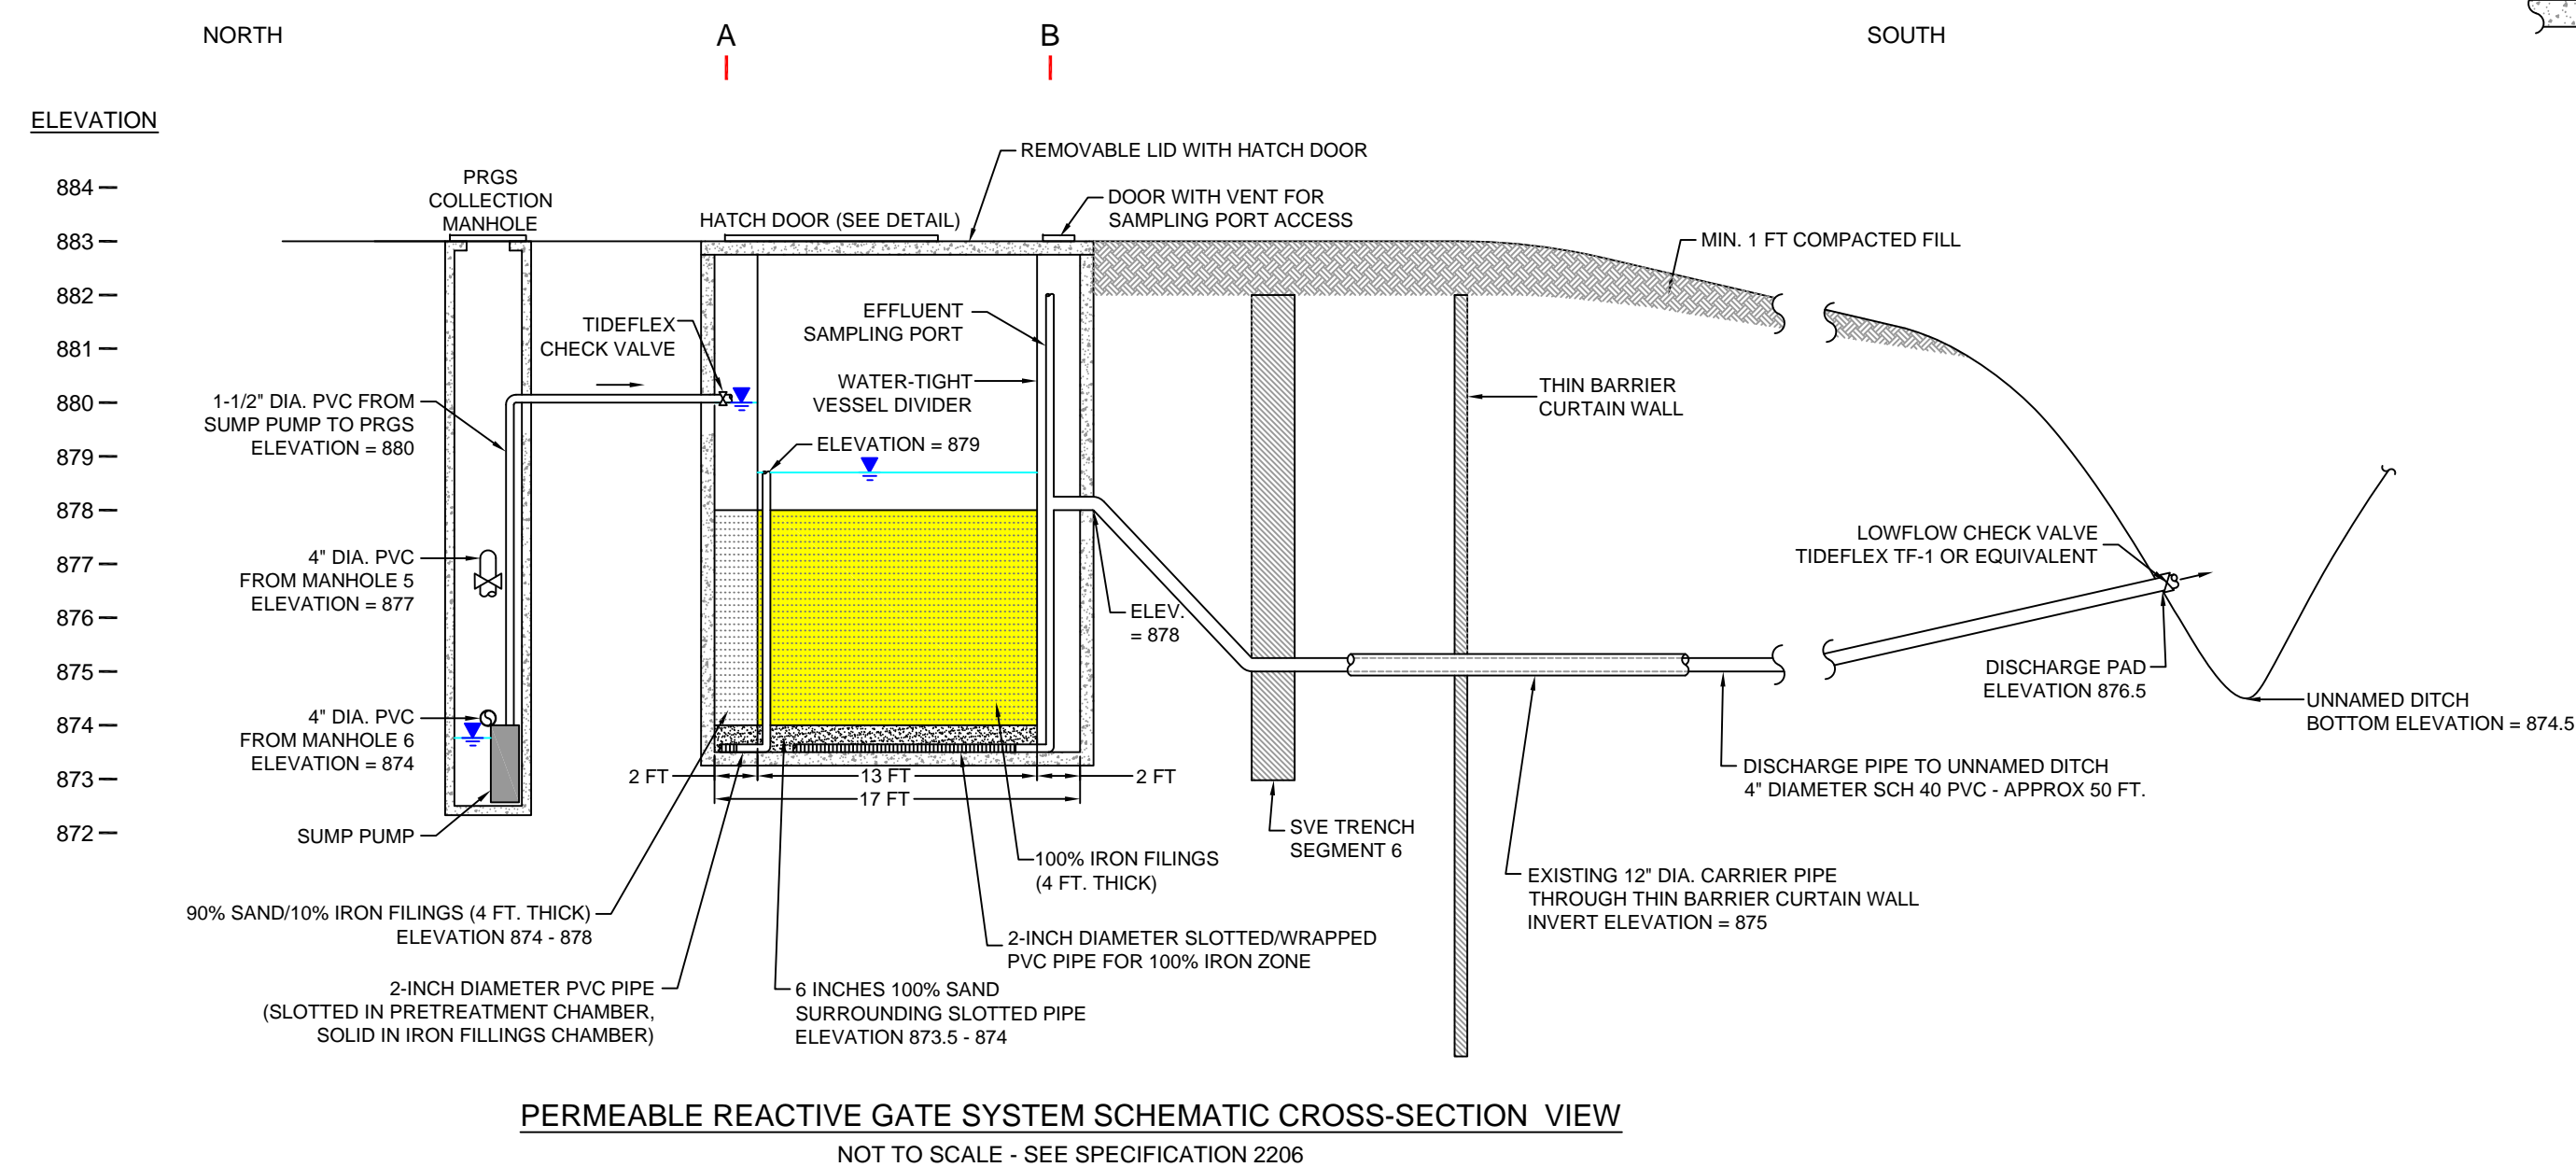 NORTH
A
B
SOUTH
ELEVATION
884
883
882
881
880
879
878
877
876
875
874
873
872
PRGS
COLLECTION
MANHOLE
HATCH DOOR (SEE DETAIL)
REMOVABLE LID WITH HATCH DOOR
DOOR WITH VENT FOR
SAMPLING PORT ACCESS
MIN. 1 FT COMPACTED FILL
TIDEFLEX
CHECK VALVE
EFFLUENT
SAMPLING PORT
WATER-TIGHT
VESSEL DIVIDER
ELEVATION = 879
1-1/2" DIA. PVC FROM
SUMP PUMP TO PRGS
ELEVATION = 880
THIN BARRIER
CURTAIN WALL
4" DIA. PVC
FROM MANHOLE 5
ELEVATION = 877
LOWFLOW CHECK VALVE
TIDEFLEX TF-1 OR EQUIVALENT
ELEV.
= 878
DISCHARGE PAD
ELEVATION 876.5
UNNAMED DITCH
BOTTOM ELEVATION = 874.5
4" DIA. PVC
FROM MANHOLE 6
ELEVATION = 874
2 FT
13 FT
2 FT
17 FT
DISCHARGE PIPE TO UNNAMED DITCH
4" DIAMETER SCH 40 PVC - APPROX 50 FT.
SUMP PUMP
SVE TRENCH
SEGMENT 6
100% IRON FILINGS
(4 FT. THICK)
EXISTING 12" DIA. CARRIER PIPE
THROUGH THIN BARRIER CURTAIN WALL
INVERT ELEVATION = 875
90% SAND/10% IRON FILINGS (4 FT. THICK)
ELEVATION 874 - 878
2-INCH DIAMETER SLOTTED/WRAPPED
PVC PIPE FOR 100% IRON ZONE
2-INCH DIAMETER PVC PIPE
(SLOTTED IN PRETREATMENT CHAMBER,
SOLID IN IRON FILLINGS CHAMBER)
6 INCHES 100% SAND
SURROUNDING SLOTTED PIPE
ELEVATION 873.5 - 874
PERMEABLE REACTIVE GATE SYSTEM SCHEMATIC CROSS-SECTION VIEW
NOT TO SCALE - SEE SPECIFICATION 2206